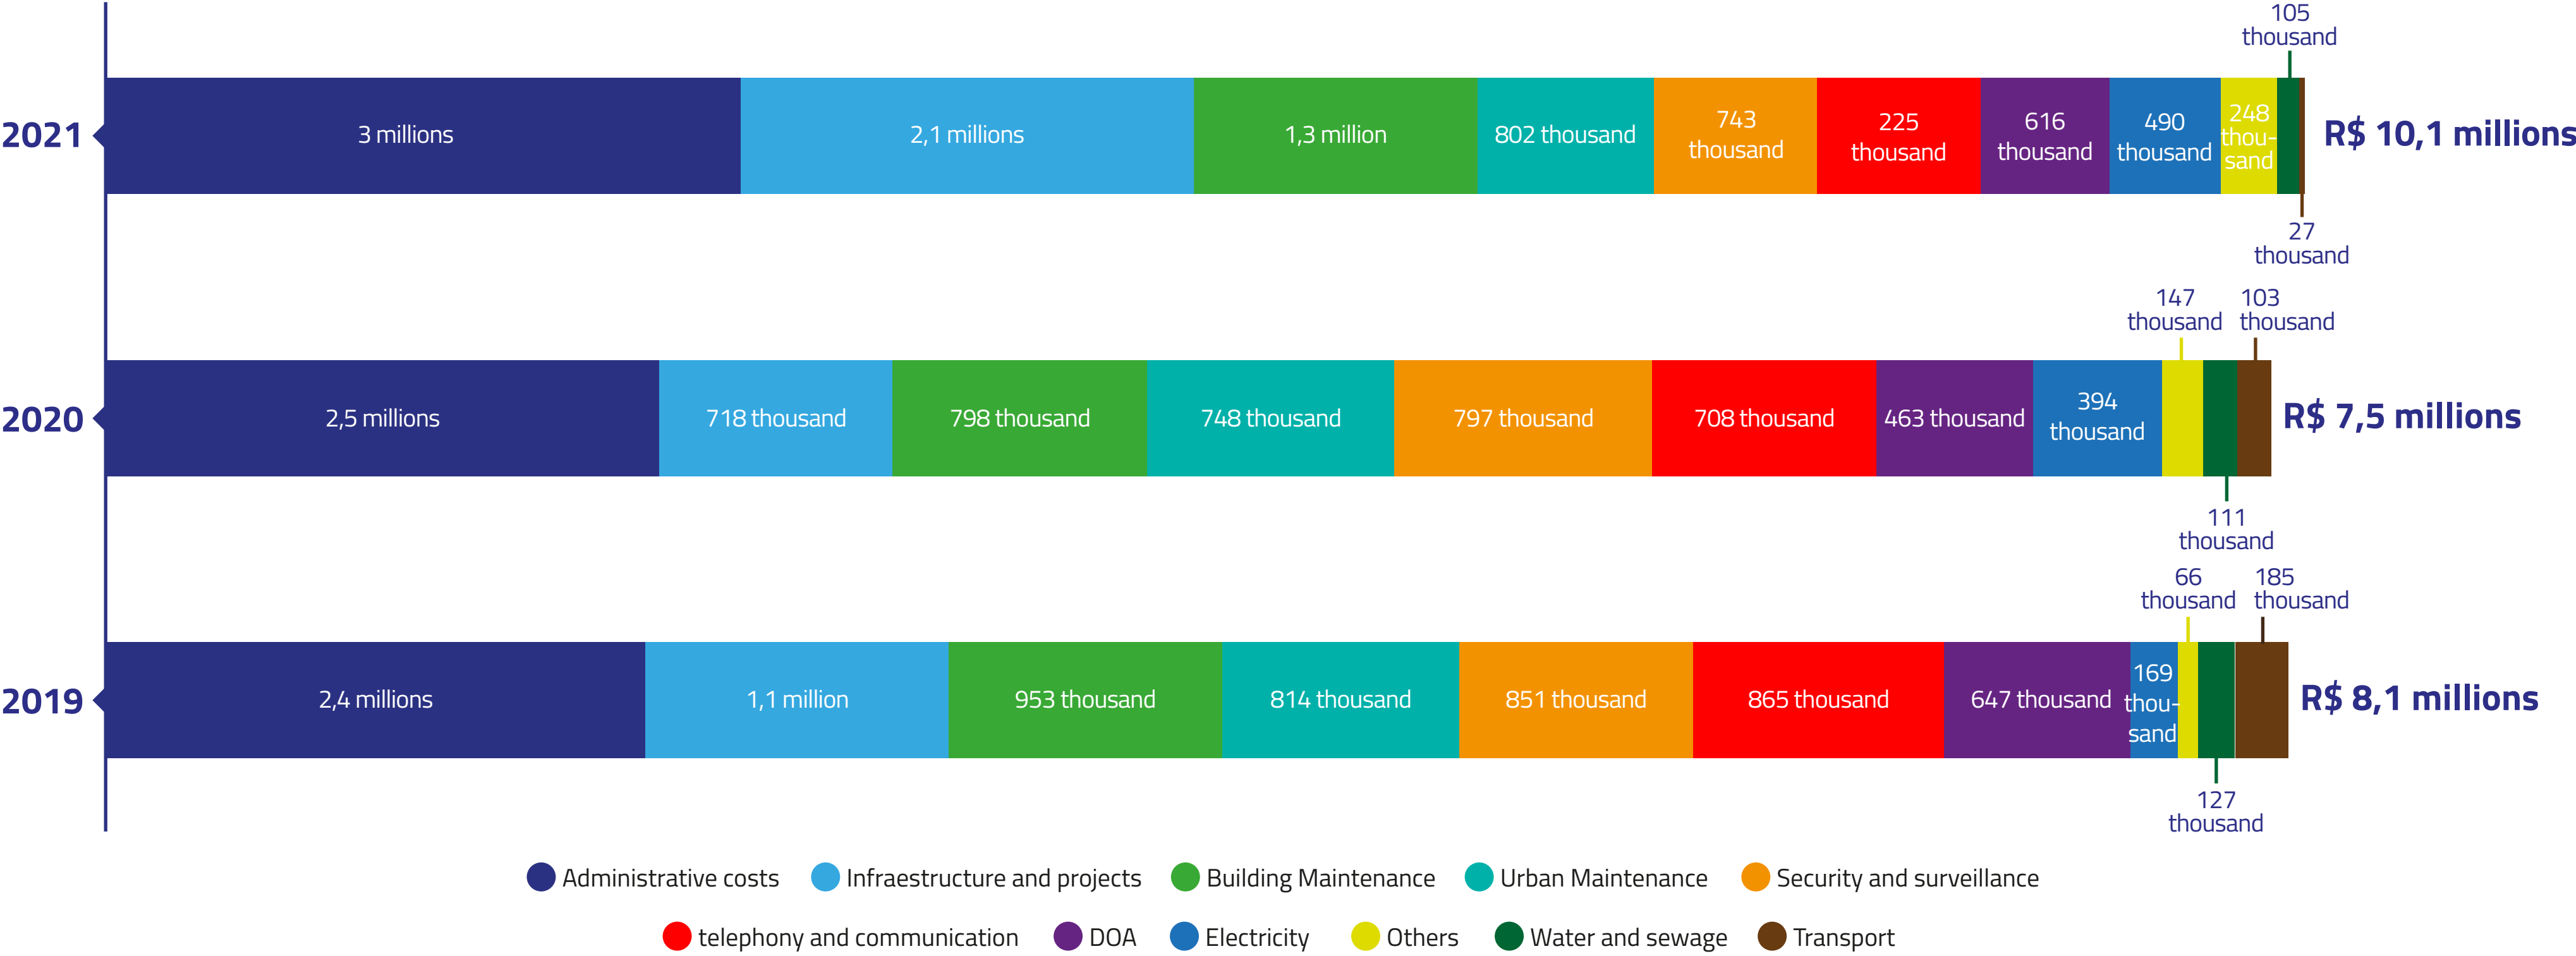 105
thousand
2021
3 millions
2,1 millions
1,3 million
802 thousand
743
thousand
225
thousand
616
thousand
490
thousand
248
thou-
sand
R$ 10,1 millions
27
thousand
147
thousand
103
thousand
2020
2,5 millions
718 thousand
798 thousand
748 thousand
797 thousand
708 thousand
463 thousand
394
thousand
R$ 7,5 millions
111
thousand
66
thousand
185
thousand
2019
2,4 millions
1,1 million
953 thousand
814 thousand
851 thousand
865 thousand
647 thousand
169
thou-
sand
R$ 8,1 millions
127
thousand
Administrative costs
Infraestructure and projects
Building Maintenance
Urban Maintenance
Security and surveillance
telephony and communication
DOA
Electricity
Others
Water and sewage
Transport